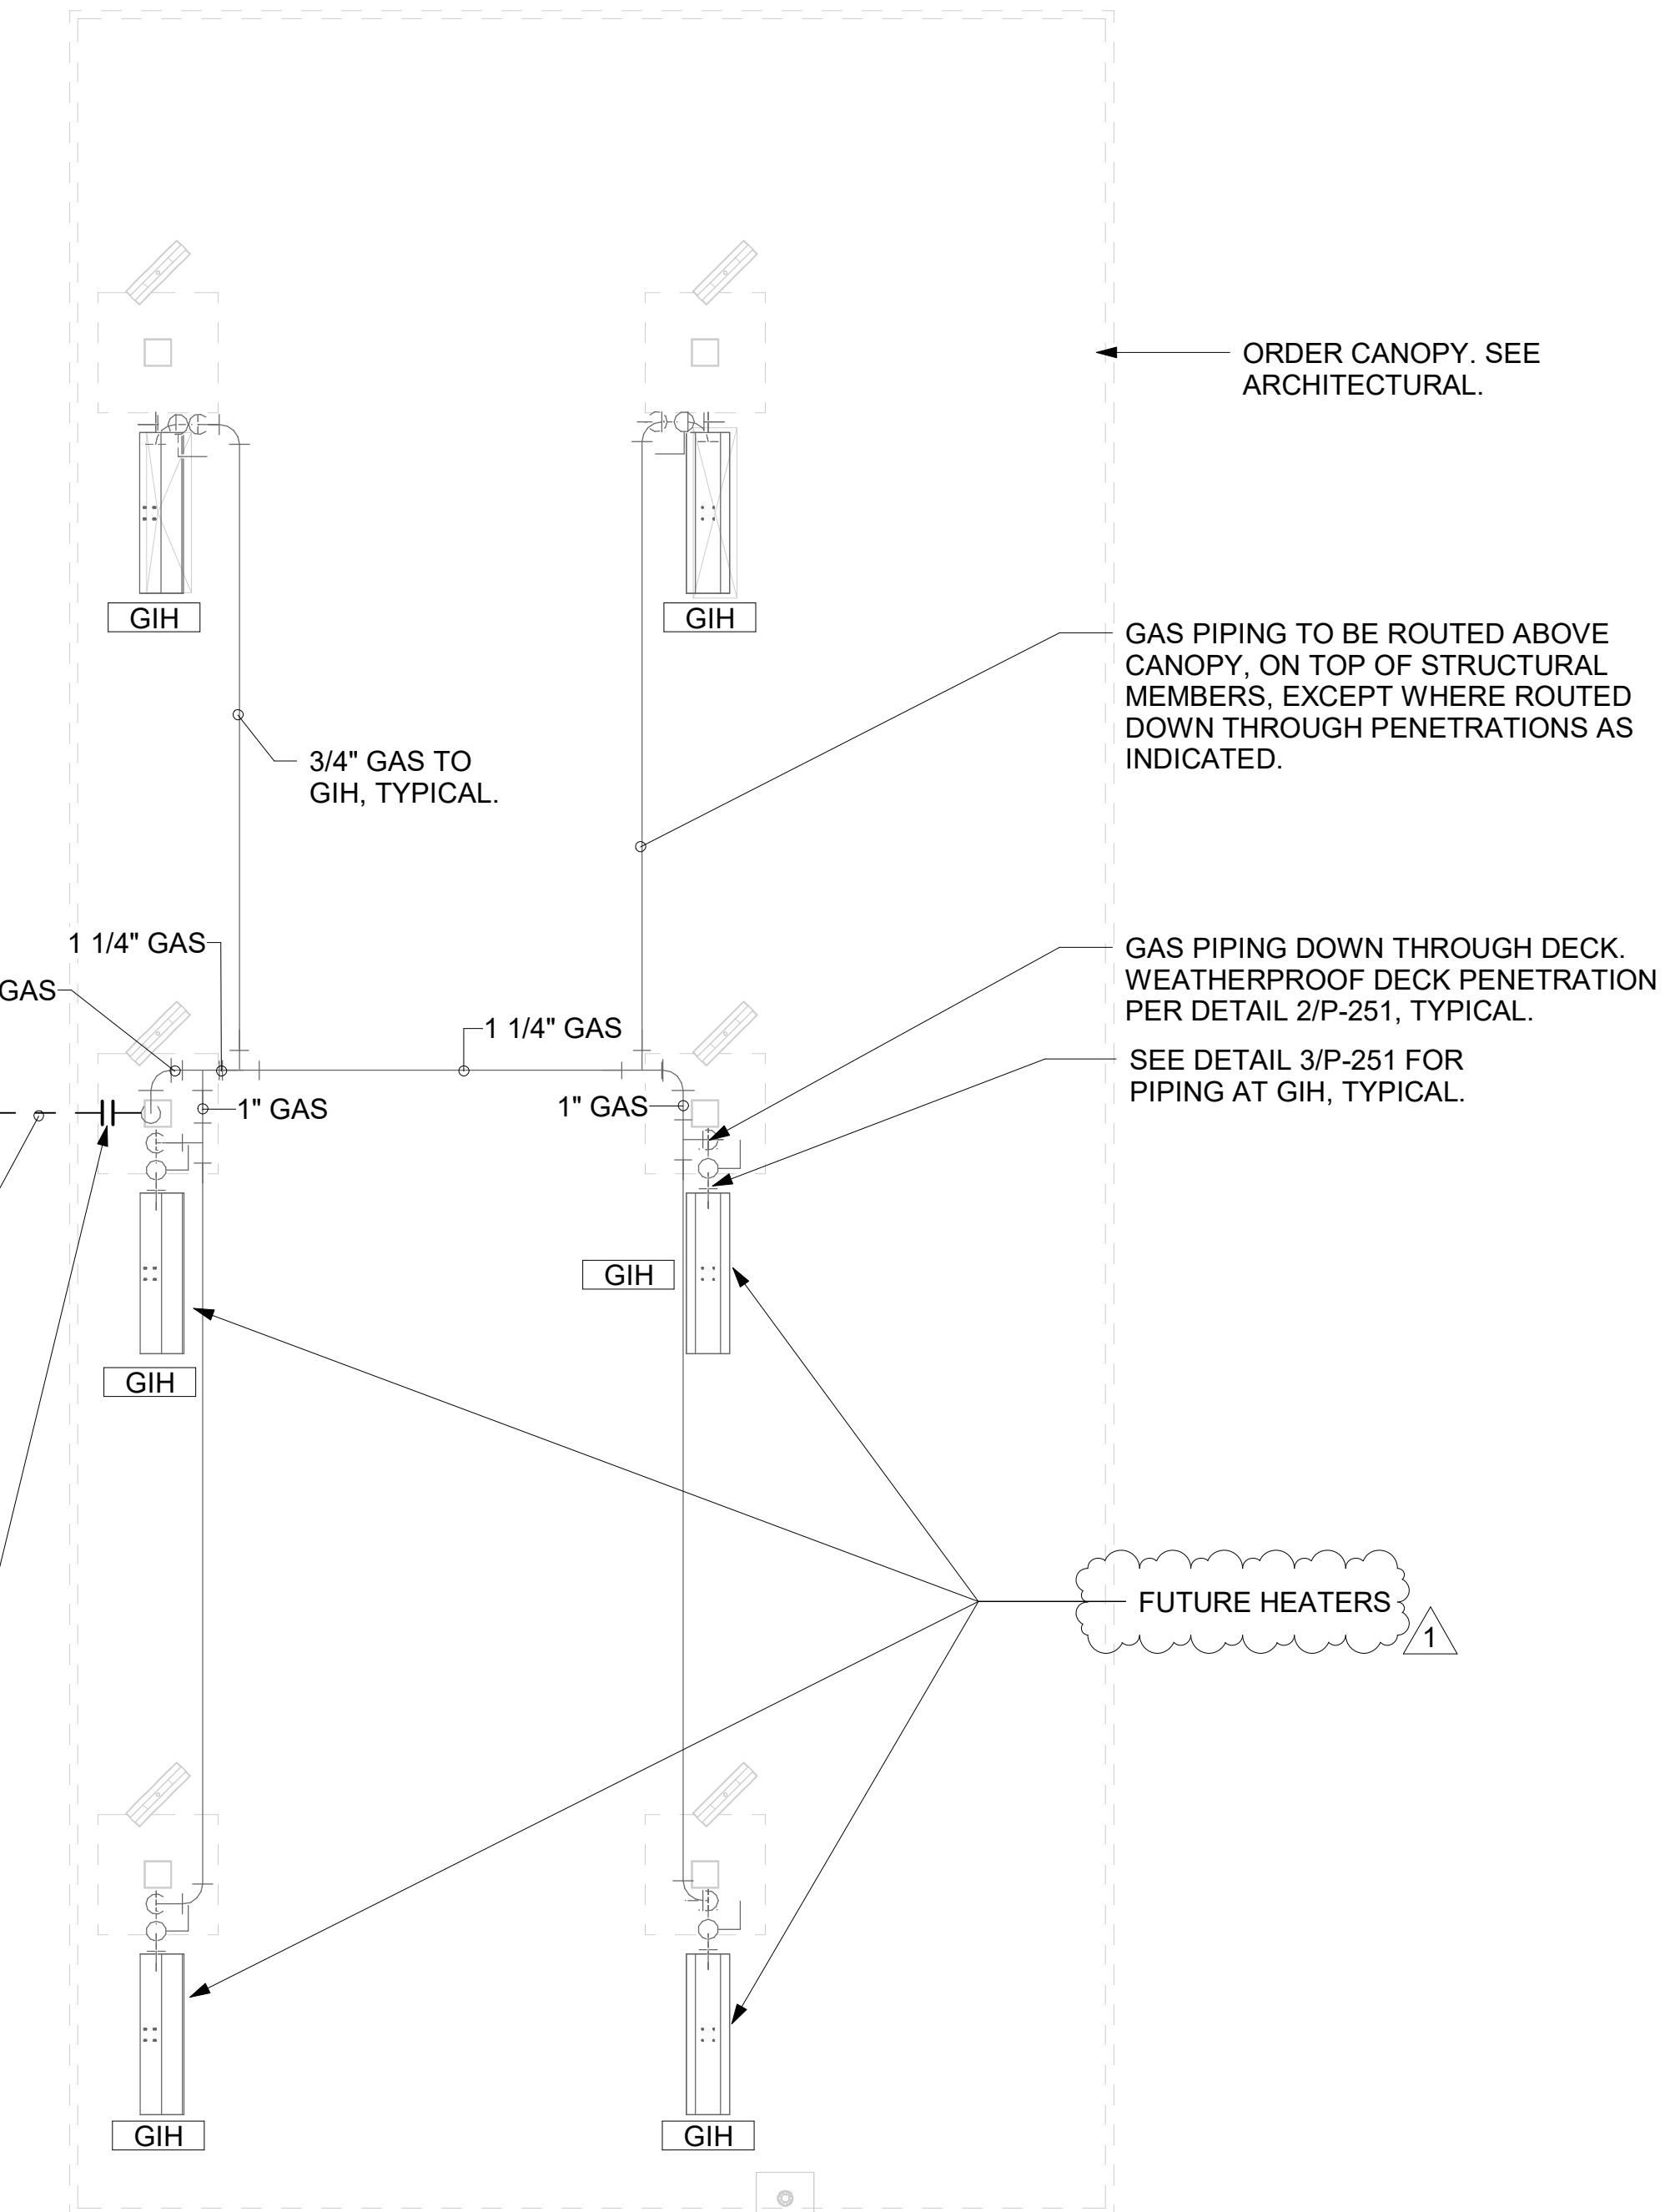 ORDER CANOPY. SEE
ARCHITECTURAL.
GIH
GIH
GAS PIPING TO BE ROUTED ABOVE
CANOPY, ON TOP OF STRUCTURAL
MEMBERS, EXCEPT WHERE ROUTED
DOWN THROUGH PENETRATIONS AS
INDICATED.
3/4" GAS TO
GIH, TYPICAL.
1 1/4" GAS
GAS
1 1/4" GAS
GAS PIPING DOWN THROUGH DECK.
WEATHERPROOF DECK PENETRATION
PER DETAIL 2/P-251, TYPICAL.
SEE DETAIL 3/P-251 FOR
PIPING AT GIH, TYPICAL.
1" GAS
1" GAS
GIH
GIH
FUTURE HEATERS
1
GIH
GIH